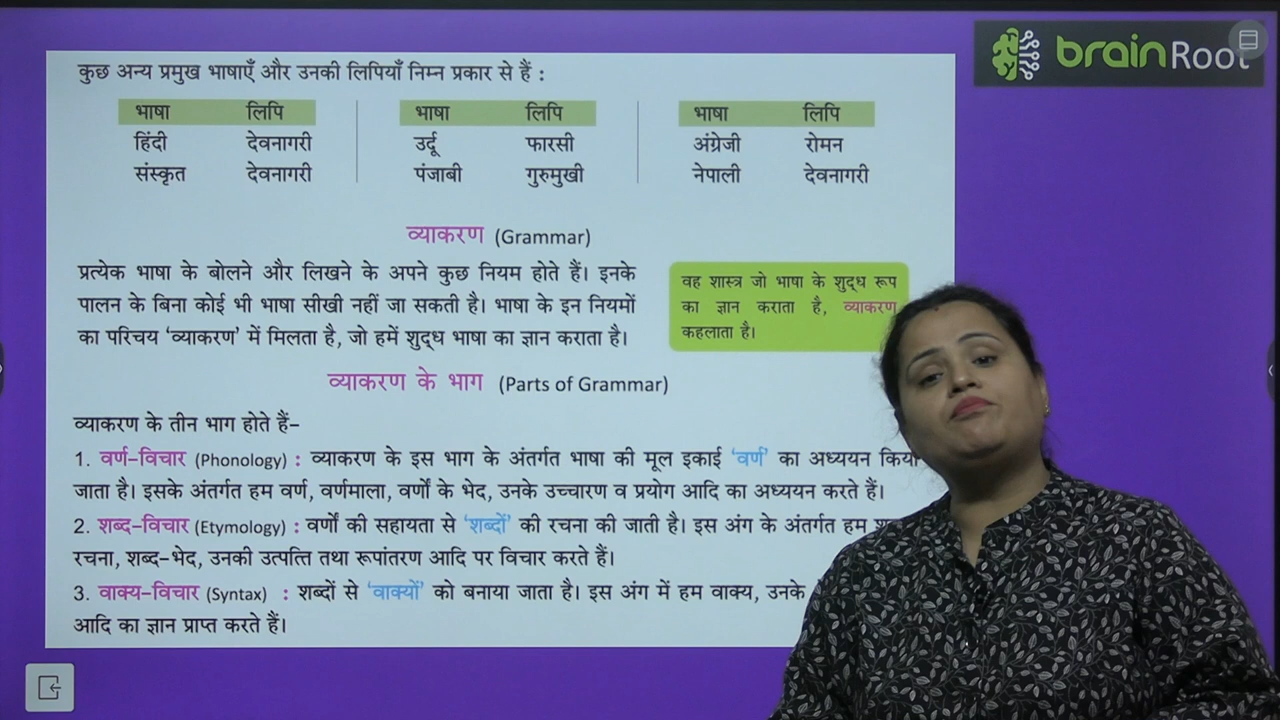 brainRoot
कुछ अन्य प्रमुख भाषाएँ और उनकी लिपियाँ निम्न प्रकार से हैं :
भाषा लिपि भाषा लिपि भाषा लिपि
हिंदी देवनागरी उर्दू फारसी अंग्रेजी रोमन
संस्कृत देवनागरी पंजाबी गुरुमुखी नेपाली देवनागरी
व्याकरण (Grammar)
प्रत्येक भाषा के बोलने और लिखने के अपने कुछ नियम होते हैं। इनके
पालन के बिना कोई भी भाषा सीखी नहीं जा सकती है। भाषा के इन नियमों
का परिचय ‘व्याकरण’ में मिलता है, जो हमें शुद्ध भाषा का ज्ञान कराता है।
वह शास्त्र जो भाषा के शुद्ध रूप
का ज्ञान कराता है, व्याकरण
कहलाता है।
व्याकरण के भाग (Parts of Grammar)
व्याकरण के तीन भाग होते हैं–
1. वर्ण–विचार (Phonology) : व्याकरण के इस भाग के अंतर्गत भाषा की मूल इकाई ‘वर्ण’ का अध्ययन किया
जाता है। इसके अंतर्गत हम वर्ण, वर्णमाला, वर्णों के भेद, उनके उच्चारण व प्रयोग आदि का अध्ययन करते हैं।
2. शब्द–विचार (Etymology) : वर्णों की सहायता से ‘शब्दों’ की रचना की जाती है। इस अंग के अंतर्गत हम
रचना, शब्द–भेद, उनकी उत्पत्ति तथा रूपांतरण आदि पर विचार करते हैं।
3. वाक्य–विचार (Syntax) : शब्दों से ‘वाक्यों’ को बनाया जाता है। इस अंग में हम वाक्य, उनके
आदि का ज्ञान प्राप्त करते हैं।